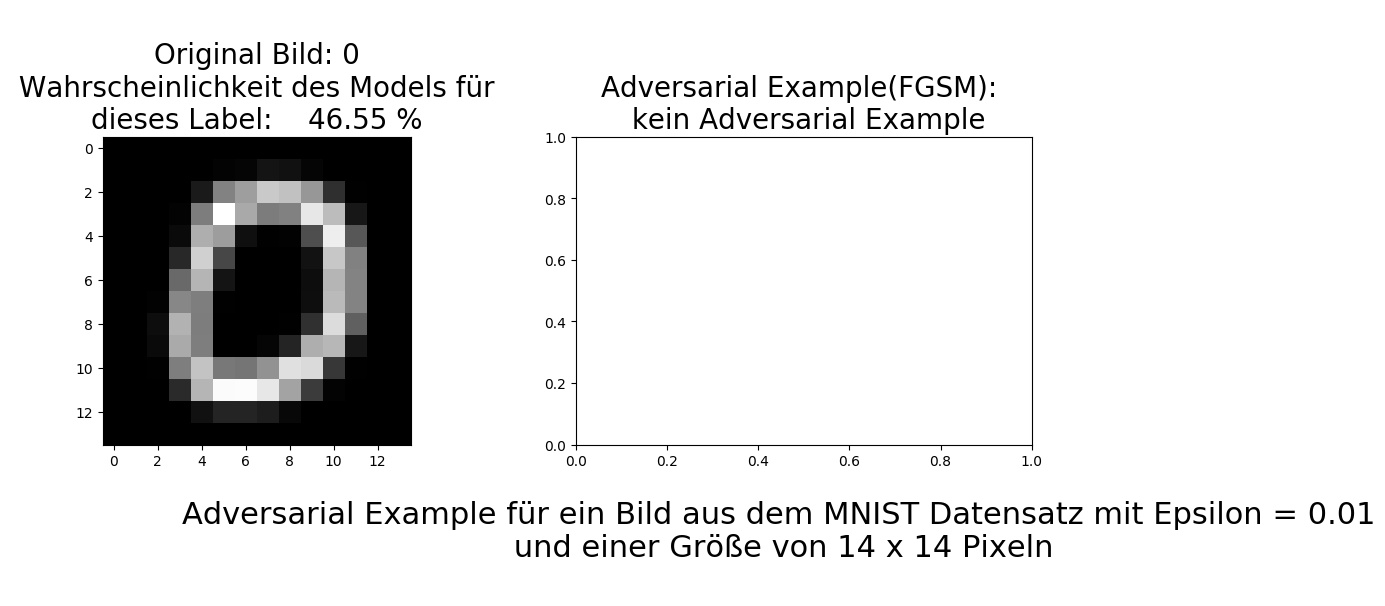 Original Bild: 0
Wahrscheinlichkeit des Models für
dieses Label: 46.55 %
Adversarial Example(FGSM):
kein Adversarial Example
0
2
4
6
8
10
12
0 2 4 6 8 10 12
1.0
0.8
0.6
0.4
0.2
0.0
0.0 0.2 0.4 0.6 0.8 1.0
Adversarial Example für ein Bild aus dem MNIST Datensatz mit Epsilon = 0.01
und einer Größe von 14 x 14 Pixeln